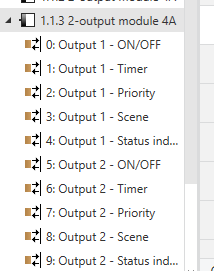 1.1.3 2-output module 4A
0: Output 1 - ON/OFF
1: Output 1 - Timer
2: Output 1 - Priority
3: Output 1 - Scene
4: Output 1 - Status ind...
5: Output 2 - ON/OFF
6: Output 2 - Timer
7: Output 2 - Priority
8: Output 2 - Scene
9: Output 2 - Status ind...